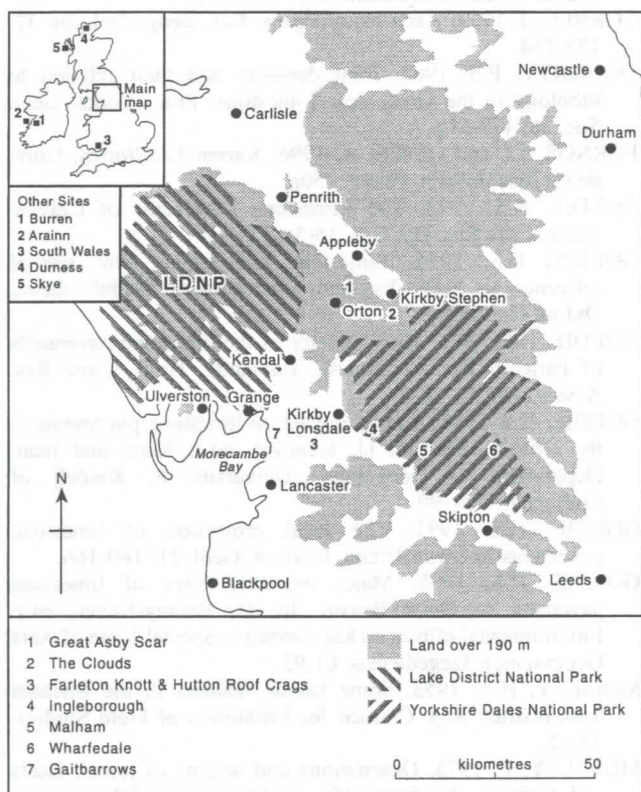 4
5
Main
map
2
1
3
Newcastle
Carlisle
Durham
Other Sites
1 Burren
2 Arainn
3 South Wales
4 Durness
5 Skye
Penrith
Appleby
LDNP
1
Orton
2
Kirkby Stephen
Kendal
Ulverston
Grange
Kirkby
Lonsdale
7
3
4
5
6
Morecambe
Bay
N
Lancaster
Skipton
Blackpool
Leeds
1 Great Asby Scar
2 The Clouds
3 Farleton Knott & Hutton Roof Crags
4 Ingleborough
5 Malham
6 Wharfedale
7 Gaitbarrows
Land over 190 m
Lake District National Park
Yorkshire Dales National Park
0 kilometres 50